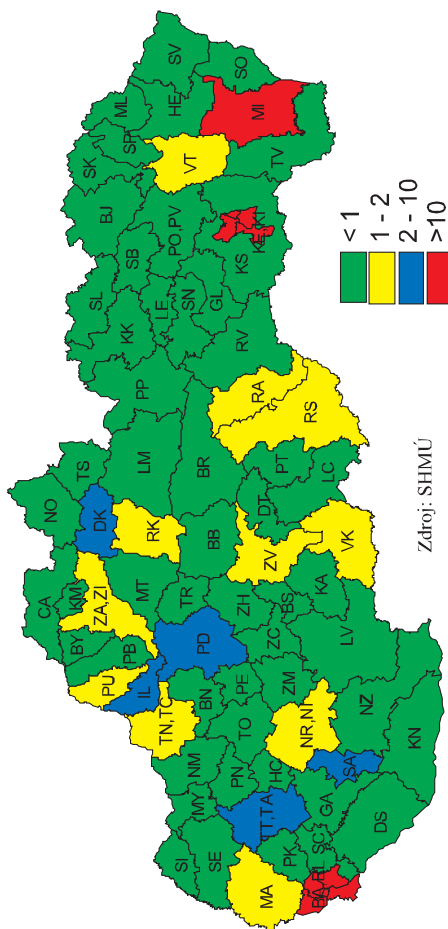 CA
NO
BY
KM
TS
SL
SK
PU
ZA,ZI
DK
BJ
SP
ML
SV
PB
IL
MT
RK
LM
PP
KK
SB
HE
TN,TC
SI
NM
MY
BN
PD
TR
LE
PO,PV
VT
SO
SE
PN
TO
PE
ZH
BB
BR
SN
GL
MI
MA
TT,TA
HC
ZM
ZC
ZV
DT
RV
KS
TV
PK
NR,NI
BS
PT
RA
SC
GA
SA
LV
KA
VK
LC
RS
BA
DS
NZ
KN
Zdroj: SHMÚ
<1
1 - 2
2 - 10
>10